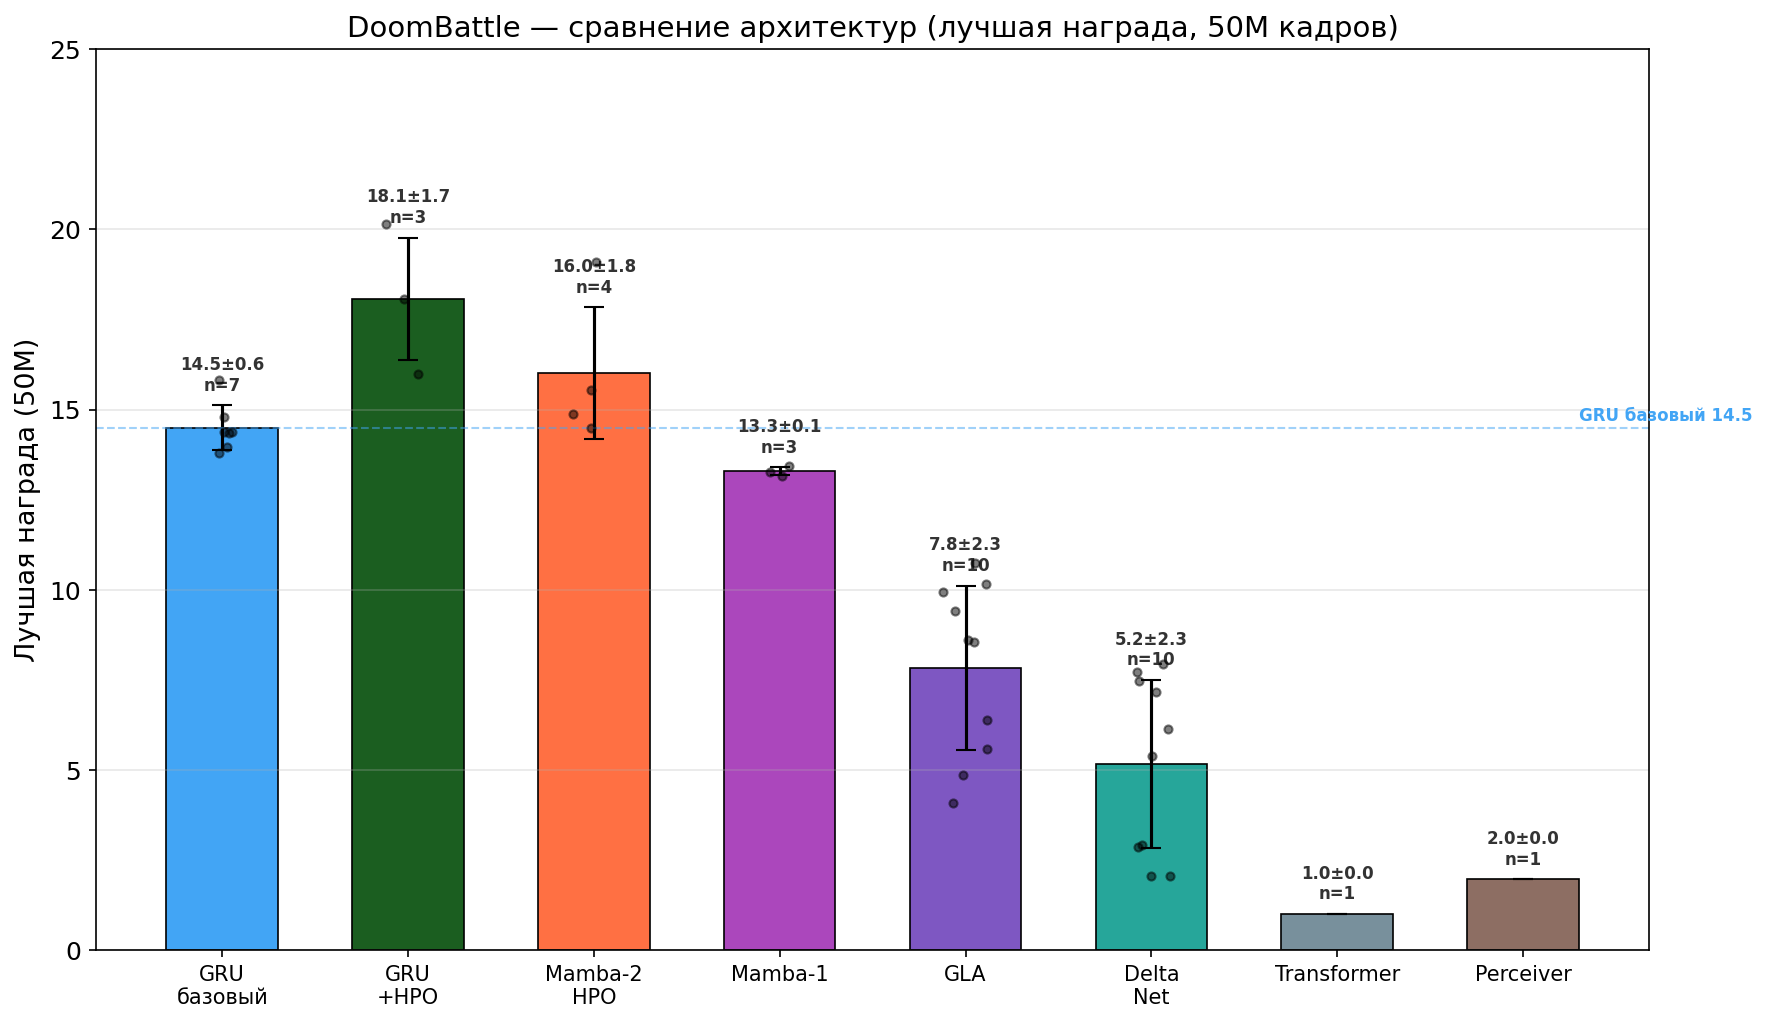 DoomBattle — сравнение архитектур (лучшая награда, 50M кадров)
Лучшая награда (50M)
25
20
15
10
5
0
14.5±0.6
n=7
18.1±1.7
n=3
16.0±1.8
n=4
13.3±0.1
n=3
7.8±2.3
n=10
5.2±2.3
n=10
1.0±0.0
n=1
2.0±0.0
n=1
GRU базовый 14.5
GRU
базовый
GRU
+HPO
Mamba-2
HPO
Mamba-1
GLA
Delta
Net
Transformer
Perceiver